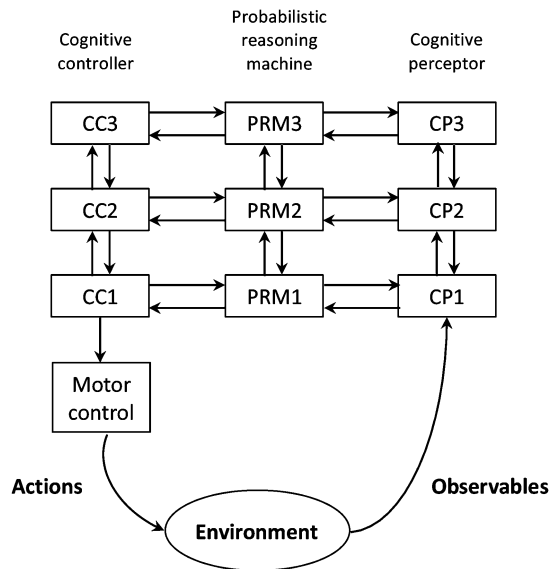 Cognitive
controller
Probabilistic
reasoning
machine
Cognitive
perceptor
CC3
PRM3
CP3
CC2
PRM2
CP2
CC1
PRM1
CP1
Motor
control
Actions
Observables
Environment